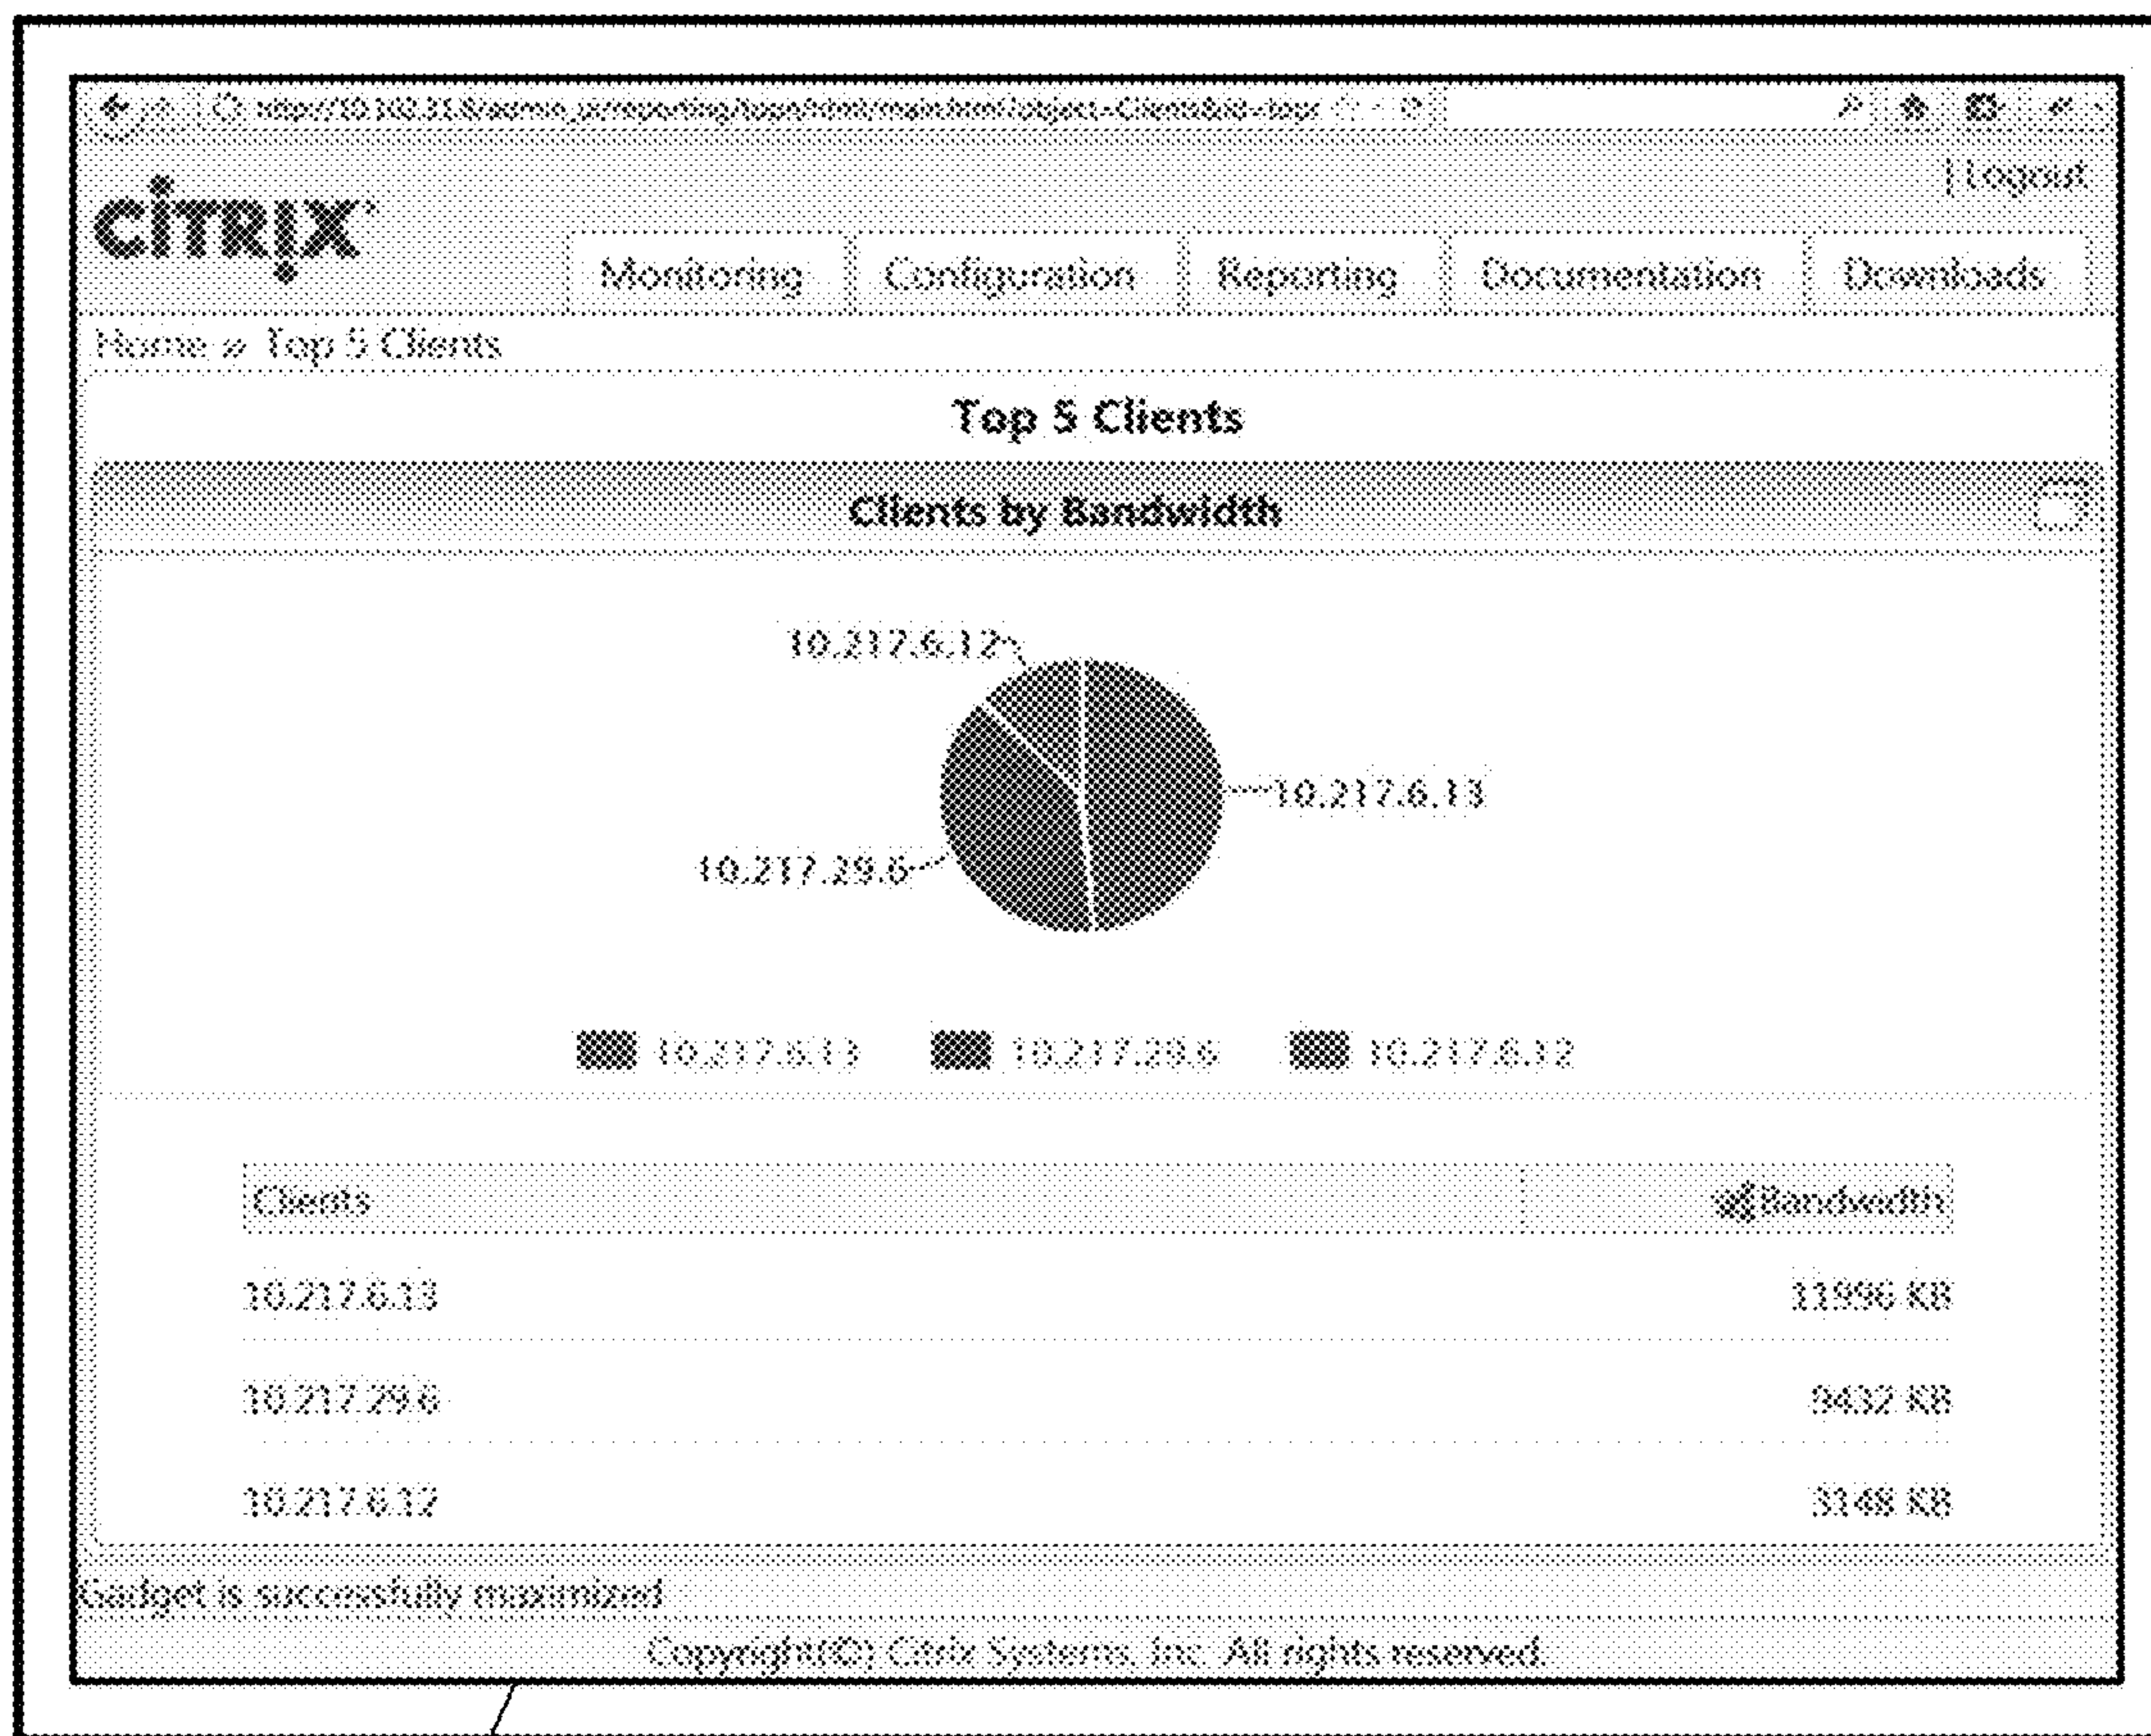 | Logout
CiTRiX
Monitoring Configuration Reporting Documentation Downloads
Home » Top 5 Clients
Top 5 Clients
Clients by Bandwidth
10.217.6.12
10.217.6.13
10.217.29.6
10.217.6.13 10.217.29.6 10.217.6.12
Clients Bandwidth
10.217.6.13 11996 KB
10.217.29.6 9432 KB
10.217.6.12 3148 KB
Gadget is successfully maximized
Copyright(©) Citrix Systems, Inc. All rights reserved.